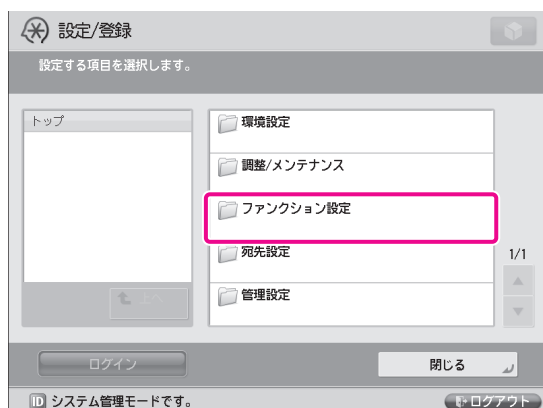 設定/登録
設定する項目を選択します。
トップ
環境設定
調整/メンテナンス
ファンクション設定
宛先設定
1/1
管理設定
上へ
ログイン
閉じる
ID システム管理モードです。
ログアウト